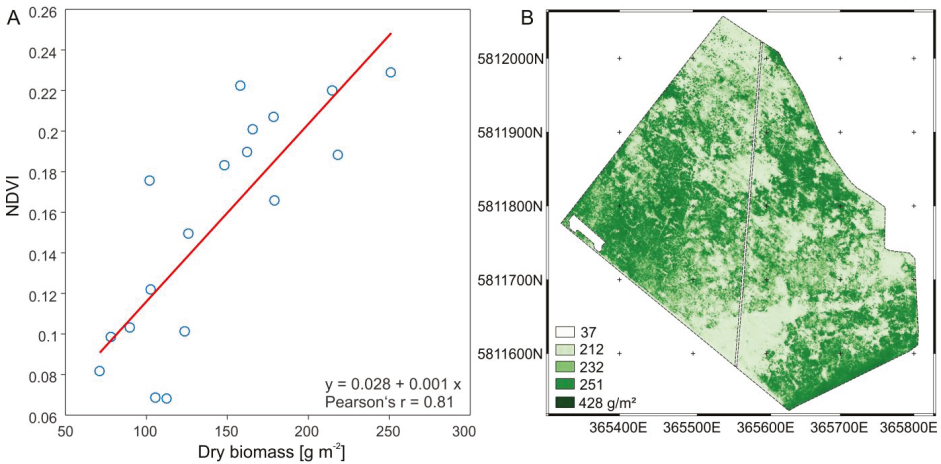 A
0.26
0.24
0.22
0.2
0.18
0.16
0.14
0.12
0.1
0.08
0.06
NDVI
y = 0.028 + 0.001 x
Pearson‘s r = 0.81
50 100 150 200 250 300
Dry biomass [g m-2]
B
5812000N
5811900N
5811800N
5811700N
5811600N
37
212
232
251
428 g/m²
365400E 365500E 365600E 365700E 365800E